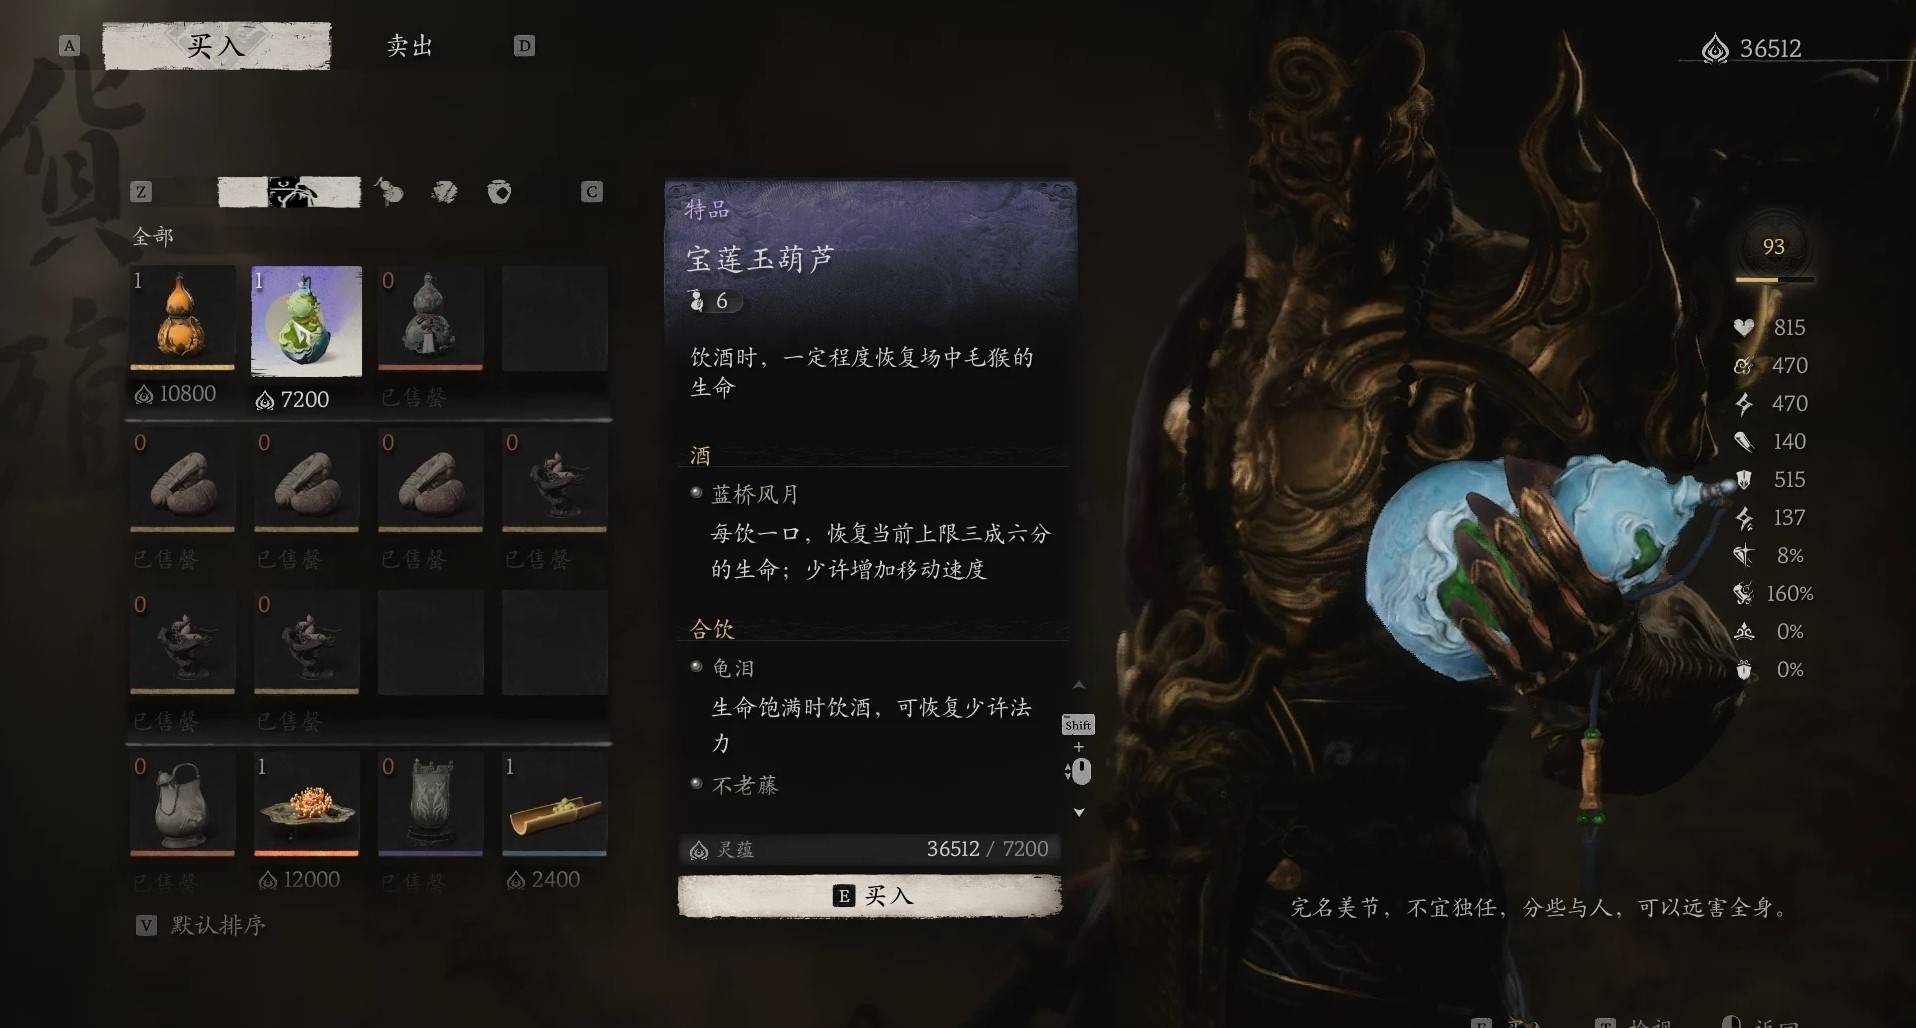 A
买入
卖出
D
36512
货
Z
C
全部
1
1
0
10800
7200
已售罄
0
0
0
0
已售罄
已售罄
已售罄
已售罄
0
0
已售罄
已售罄
0
1
0
1
已售罄
12000
已售罄
2400
V 默认排序
特品
宝莲玉葫芦
6
饮酒时，一定程度恢复场中毛猴的
生命
酒
蓝桥风月
每饮一口，恢复当前上限三成六分
的生命；少许增加移动速度
合饮
龟泪
生命饱满时饮酒，可恢复少许法
力
不老藤
Shift
+
灵蕴 36512 / 7200
E 买入
93
815
470
470
140
515
137
8%
160%
0%
0%
完名美节，不宜独任，分些与人，可以远害全身。